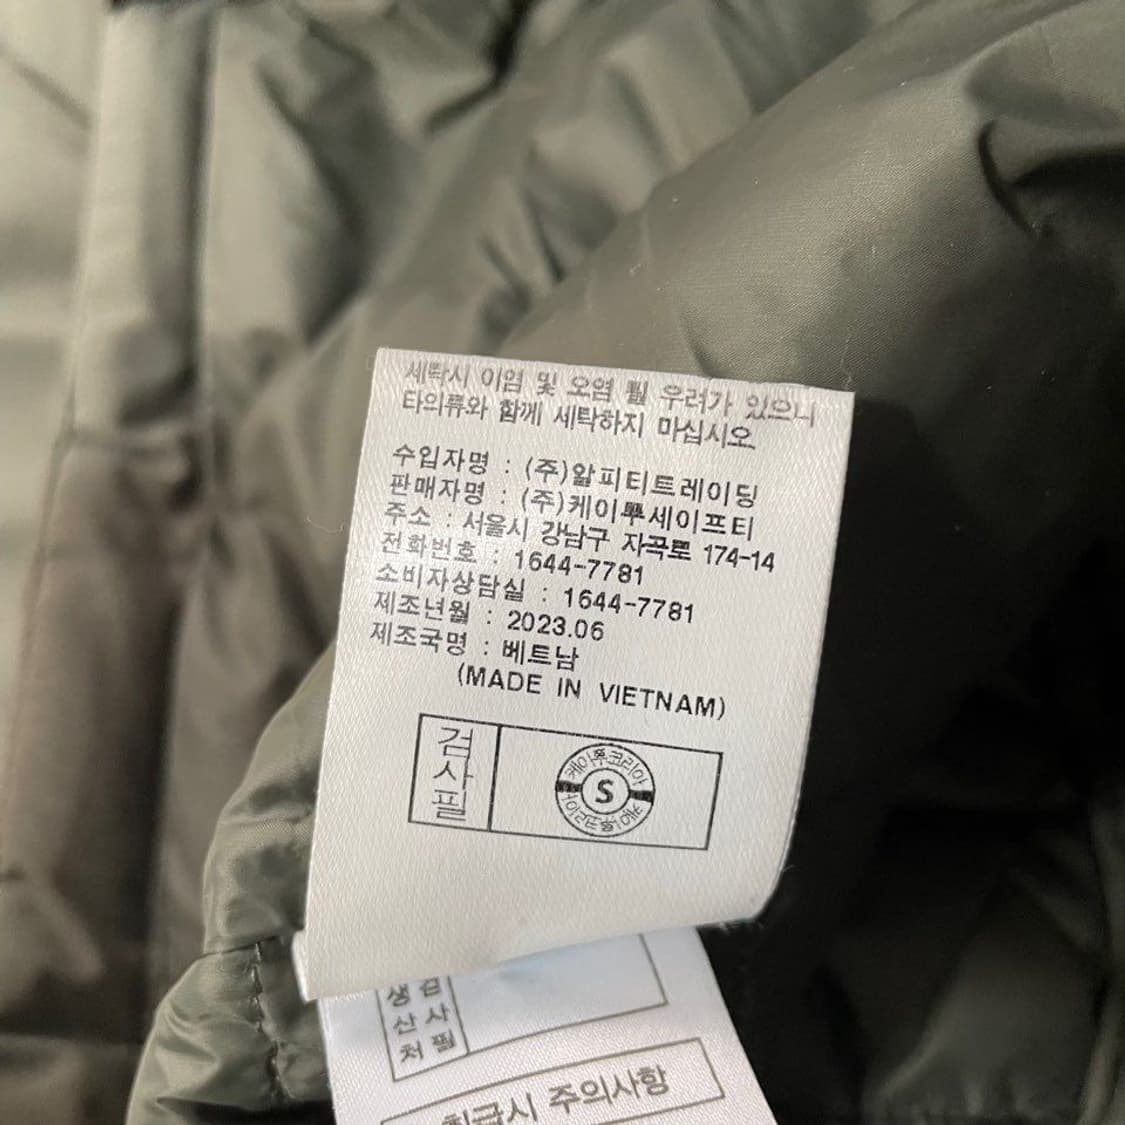 세탁시 이염 및 오염 될 우려가 있으니
타의류와 함께 세탁하지 마십시오
수입자명 : (주)알피티트레이딩
판매자명 : (주)케이투세이프티
주소 : 서울시 강남구 자곡로 174-14
전화번호 : 1644-7781
소비자상담실 : 1644-7781
제조년월 : 2023.06
제조국명 : 베트남
(MADE IN VIETNAM)
검사필
케이투코리아
S
케이투코리아
생산처
검사필
취급시 주의사항